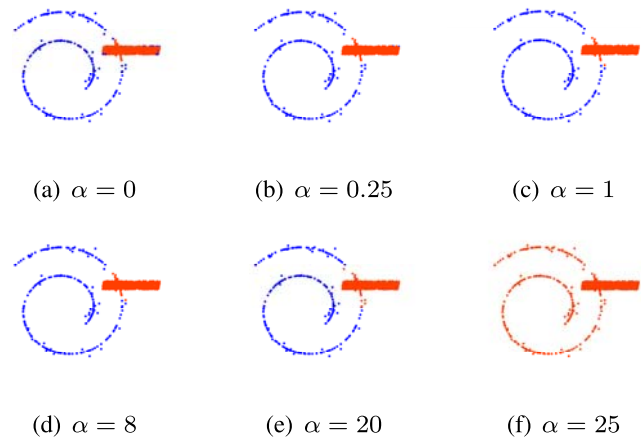 (a) α = 0
(b) α = 0.25
(c) α = 1
(d) α = 8
(e) α = 20
(f) α = 25